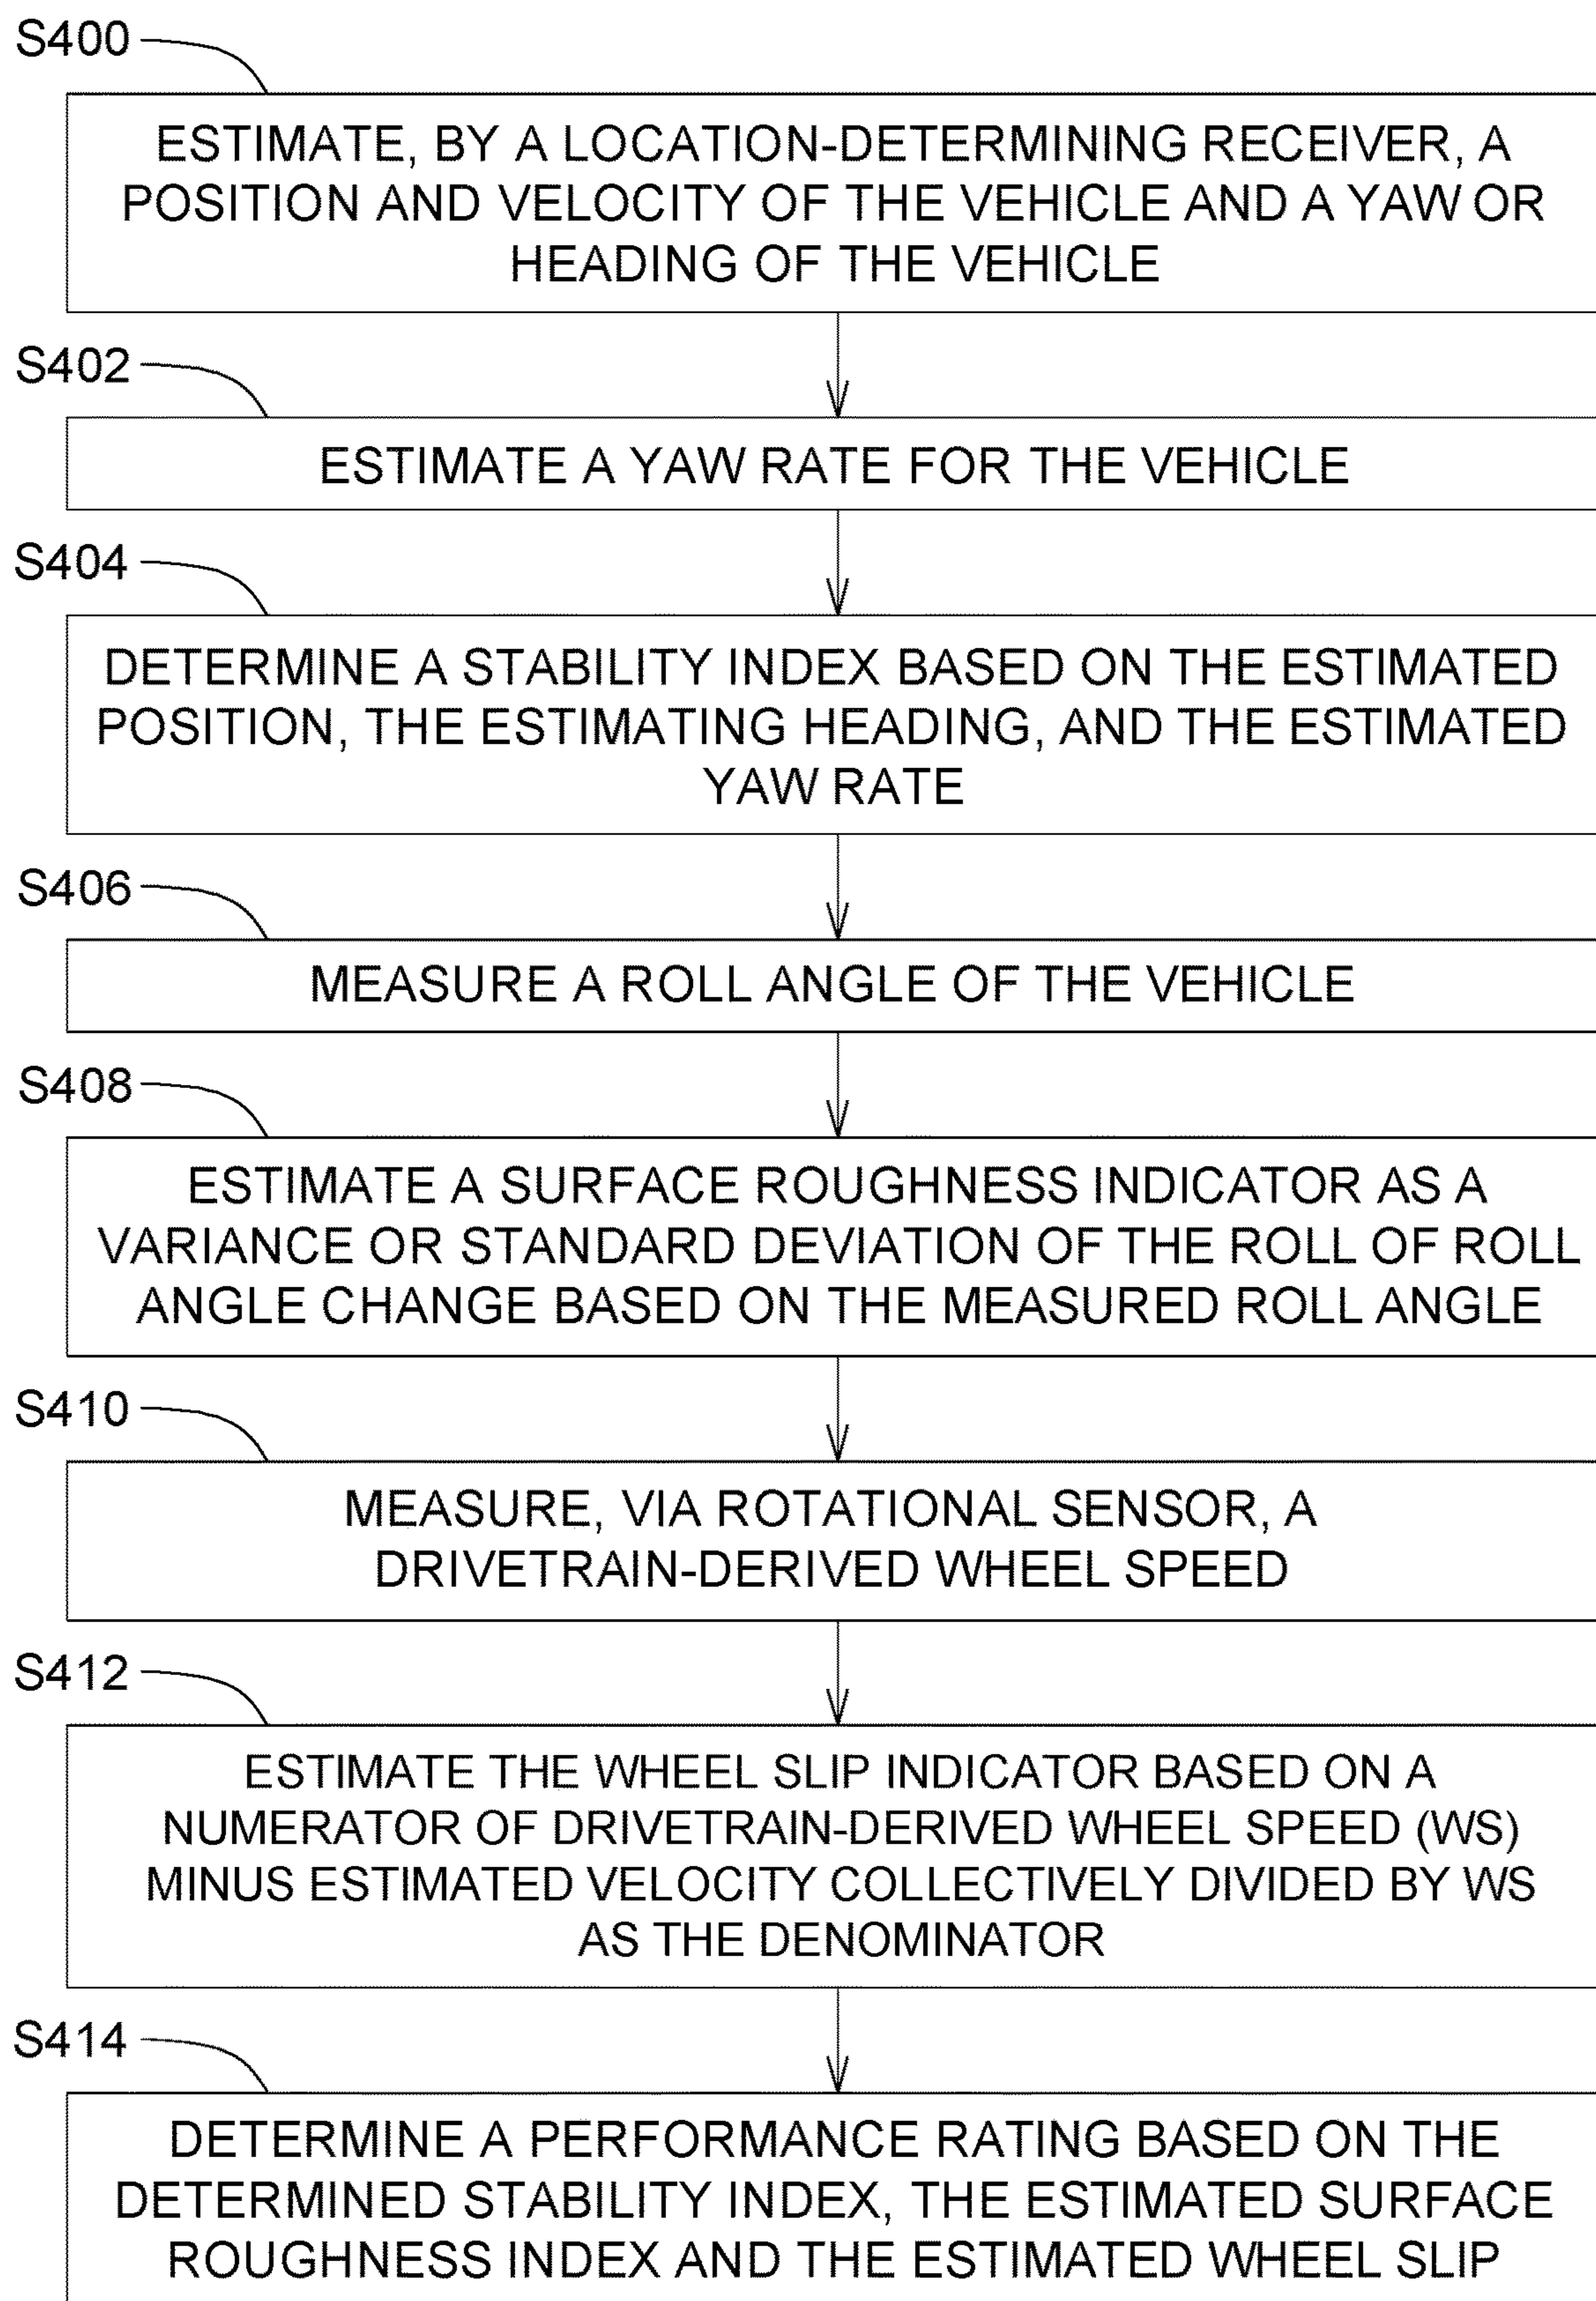 S400
ESTIMATE, BY A LOCATION-DETERMINING RECEIVER, A
POSITION AND VELOCITY OF THE VEHICLE AND A YAW OR
HEADING OF THE VEHICLE
S402
ESTIMATE A YAW RATE FOR THE VEHICLE
S404
DETERMINE A STABILITY INDEX BASED ON THE ESTIMATED
POSITION, THE ESTIMATING HEADING, AND THE ESTIMATED
YAW RATE
S406
MEASURE A ROLL ANGLE OF THE VEHICLE
S408
ESTIMATE A SURFACE ROUGHNESS INDICATOR AS A
VARIANCE OR STANDARD DEVIATION OF THE ROLL OF ROLL
ANGLE CHANGE BASED ON THE MEASURED ROLL ANGLE
S410
MEASURE, VIA ROTATIONAL SENSOR, A
DRIVETRAIN-DERIVED WHEEL SPEED
S412
ESTIMATE THE WHEEL SLIP INDICATOR BASED ON A
NUMERATOR OF DRIVETRAIN-DERIVED WHEEL SPEED (WS)
MINUS ESTIMATED VELOCITY COLLECTIVELY DIVIDED BY WS
AS THE DENOMINATOR
S414
DETERMINE A PERFORMANCE RATING BASED ON THE
DETERMINED STABILITY INDEX, THE ESTIMATED SURFACE
ROUGHNESS INDEX AND THE ESTIMATED WHEEL SLIP